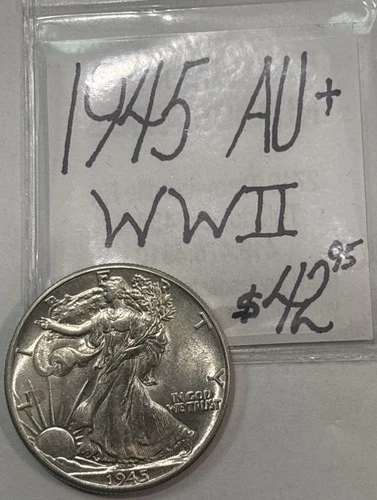 1945 AU+
WWII
$42.95
LIBERTY
IN GOD
WE TRUST
1945